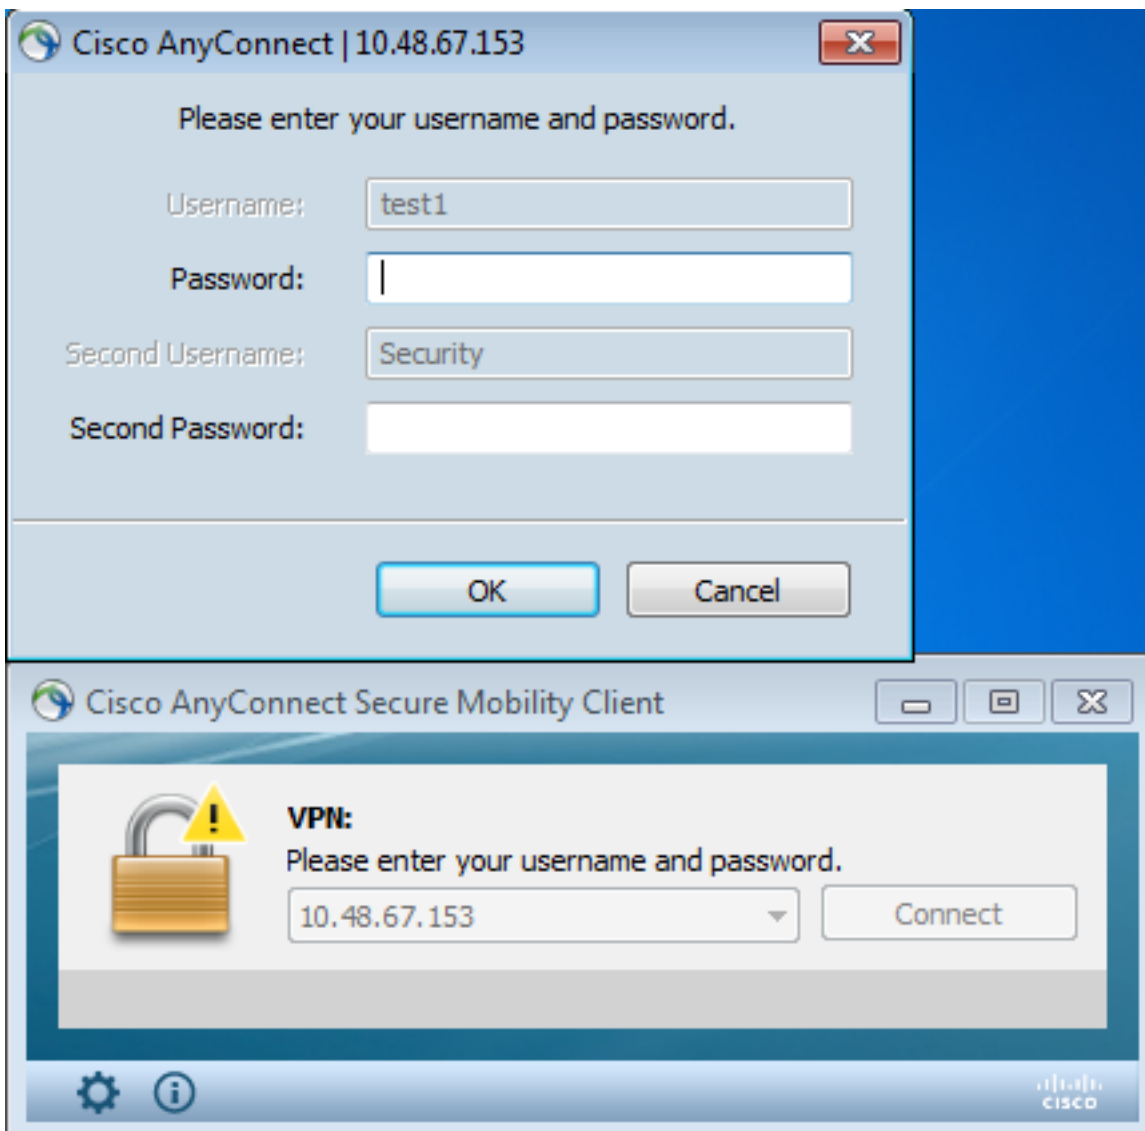 Cisco AnyConnect | 10.48.67.153
Please enter your username and password.
Username: test1
Password:
Second Username: Security
Second Password:
OK Cancel
Cisco AnyConnect Secure Mobility Client
VPN:
Please enter your username and password.
10.48.67.153 Connect
CISCO